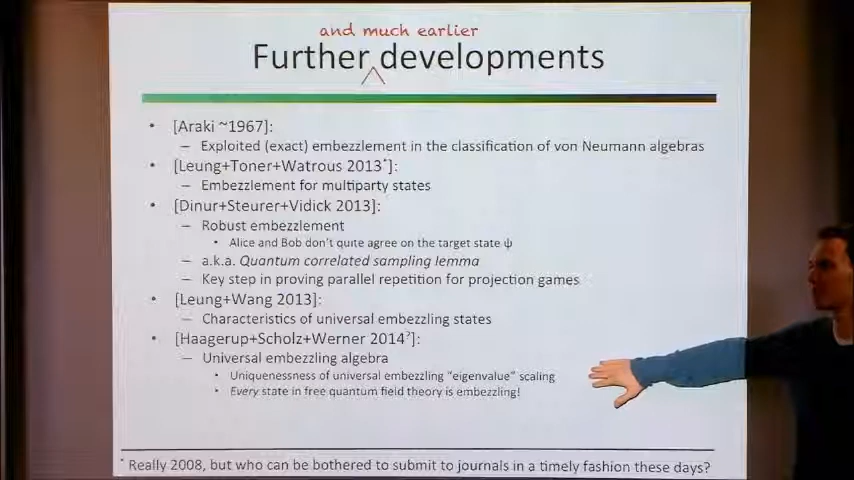 and much earlier
Further developments
• [Araki ~1967]:
– Exploited (exact) embezzlement in the classification of von Neumann algebras
• [Leung+Toner+Watrous 2013*]:
– Embezzlement for multiparty states
• [Dinur+Steurer+Vidick 2013]:
– Robust embezzlement
• Alice and Bob don't quite agree on the target state ψ
– a.k.a. Quantum correlated sampling lemma
– Key step in proving parallel repetition for projection games
• [Leung+Wang 2013]:
– Characteristics of universal embezzling states
• [Haagerup+Scholz+Werner 2014?]:
– Universal embezzling algebra
• Uniquenessness of universal embezzling "eigenvalue" scaling
• Every state in free quantum field theory is embezzling!
* Really 2008, but who can be bothered to submit to journals in a timely fashion these days?